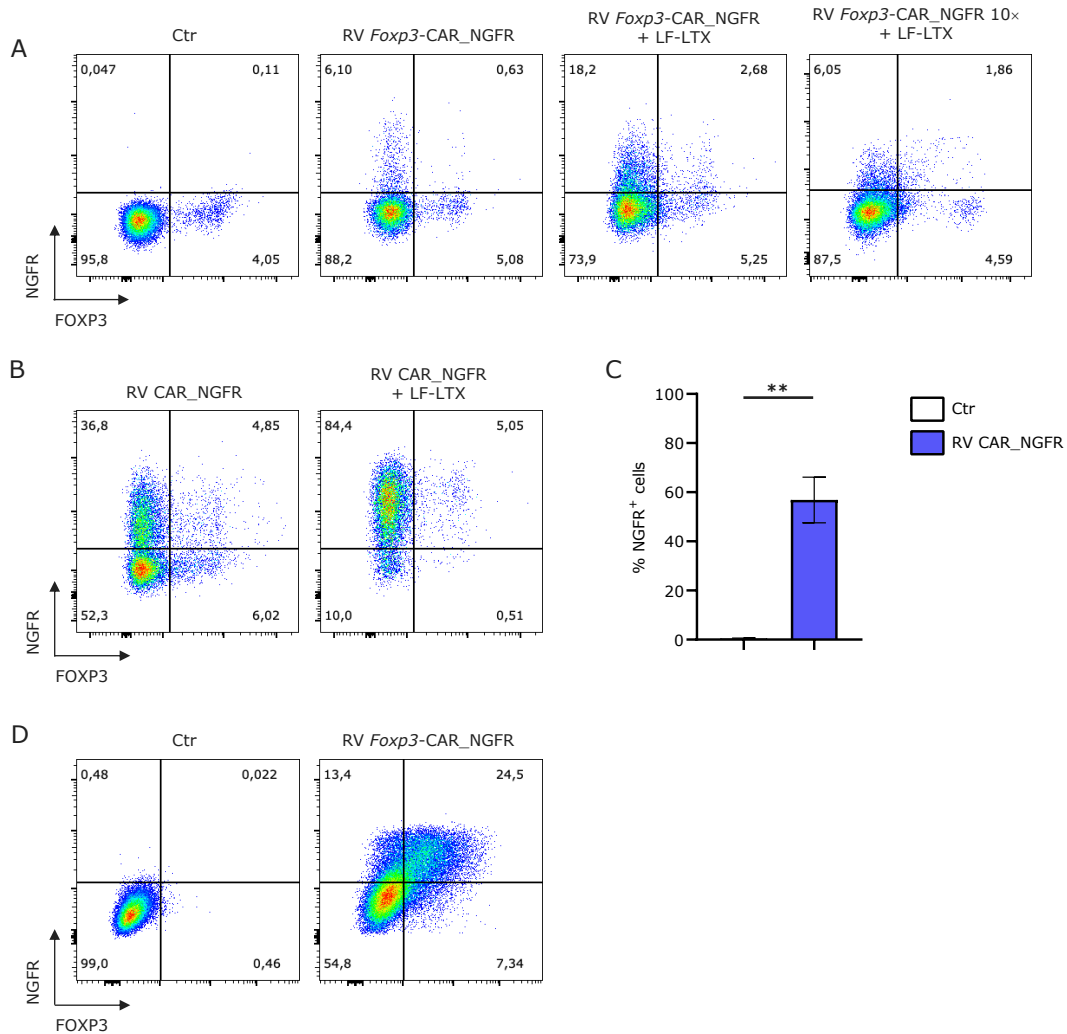 A
Ctr
RV Foxp3-CAR_NGFR
RV Foxp3-CAR_NGFR
+ LF-LTX
RV Foxp3-CAR_NGFR 10×
+ LF-LTX
0,047
0,11
95,8
4,05
6,10
0,63
88,2
5,08
18,2
2,68
73,9
5,25
6,05
1,86
87,5
4,59
NGFR
FOXP3
B
RV CAR_NGFR
RV CAR_NGFR
+ LF-LTX
36,8
4,85
52,3
6,02
84,4
5,05
10,0
0,51
NGFR
FOXP3
C
**
% NGFR⁺ cells
100
80
60
40
20
0
Ctr
RV CAR_NGFR
D
Ctr
RV Foxp3-CAR_NGFR
0,48
0,022
99,0
0,46
13,4
24,5
54,8
7,34
NGFR
FOXP3